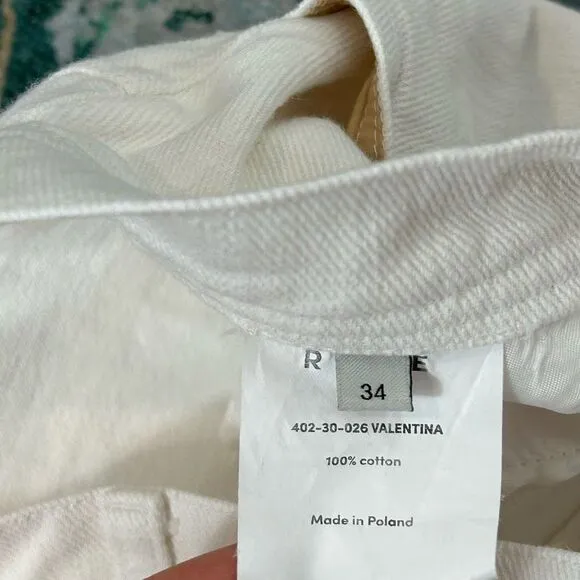 R E
34
402-30-026 VALENTINA
100% cotton
Made in Poland